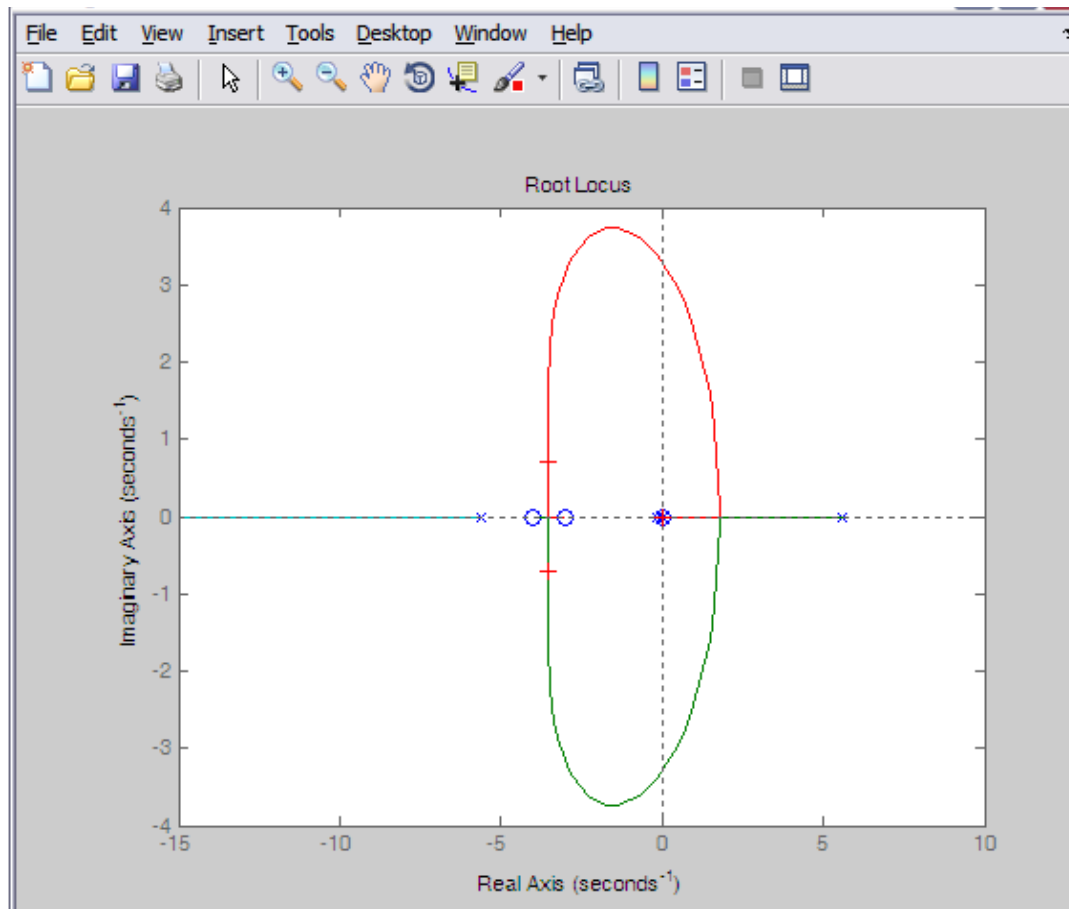 File Edit View Insert Tools Desktop Window Help
Root Locus
4
3
2
1
0
-1
-2
-3
-4
Imaginary Axis (seconds⁻¹)
-15 -10 -5 0 5 10
Real Axis (seconds⁻¹)